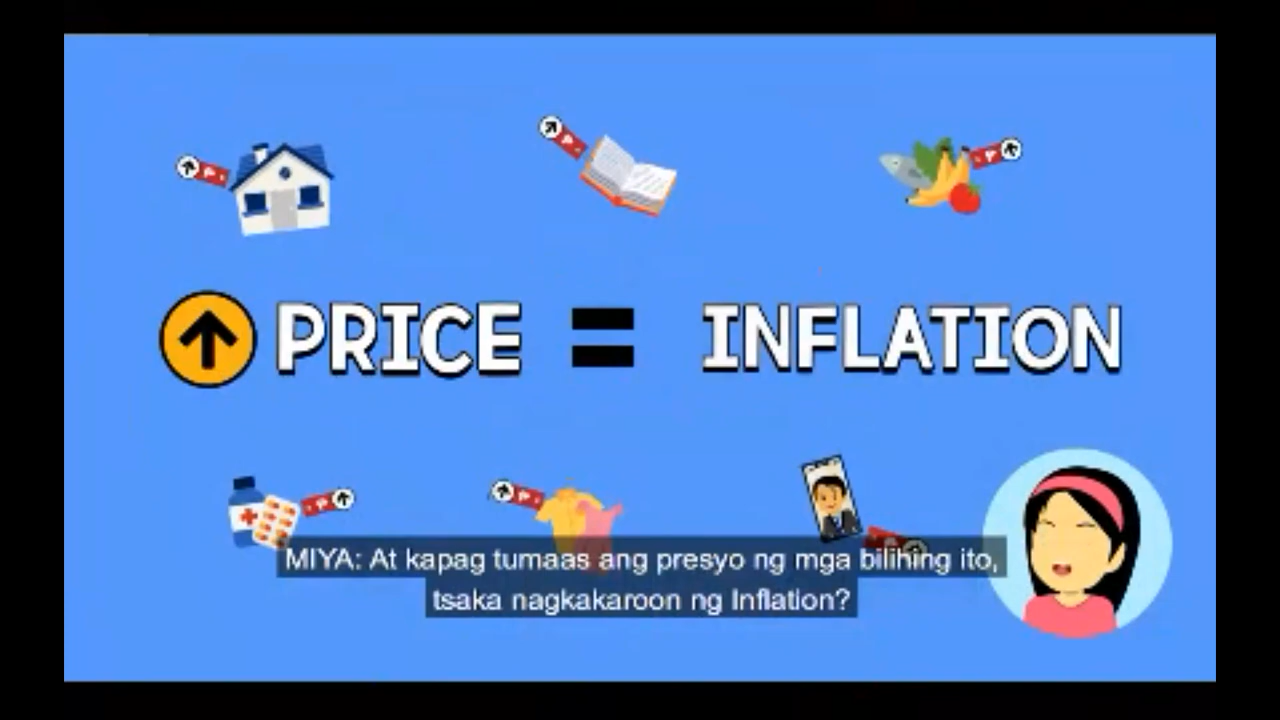 PRICE = INFLATION
MIYA: At kapag tumaas ang presyo ng mga bilihing ito,
tsaka nagkakaroon ng Inflation?